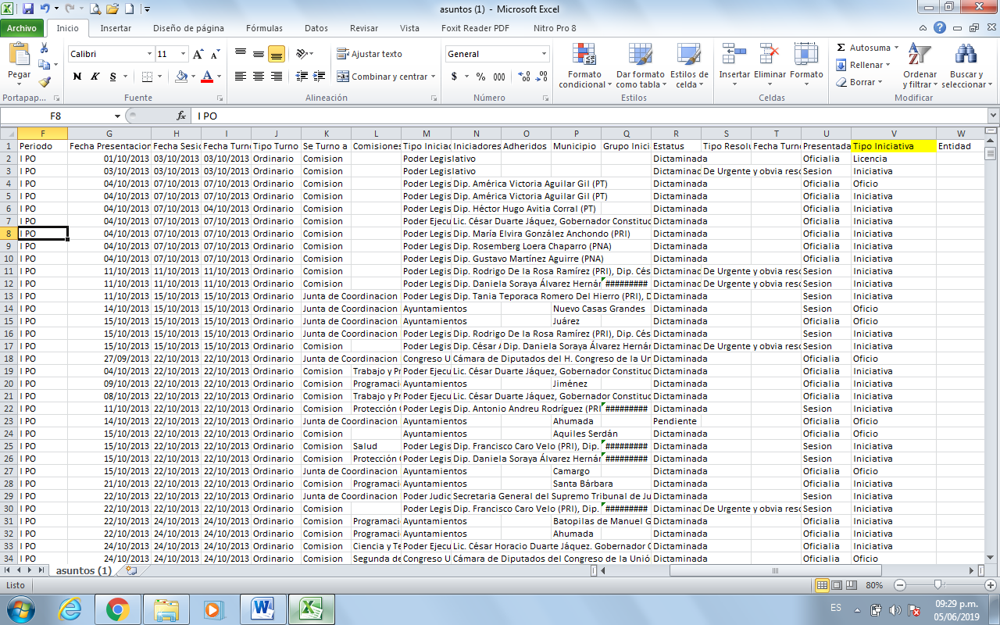 asuntos (1) - Microsoft Excel
Archivo Inicio Insertar Diseño de página Fórmulas Datos Revisar Vista Foxit Reader PDF Nitro Pro 8
Pegar Calibri 11 Ajustar texto General Formato condicional Dar formato como tabla Estilos de celda Insertar Eliminar Formato Autosuma Rellenar Borrar Ordenar y filtrar Buscar y seleccionar
N K S Combinar y centrar $ % 000
Portapap... Fuente Alineación Número Estilos Celdas Modificar
F8 fx I PO
F G H I J K L M N O P Q R S T U V W
1 Periodo Fecha Presentacion Fecha Sesi Fecha Turno Tipo Turno Se Turno a Comisiones Tipo Iniciad Iniciadores Adheridos Municipio Grupo Inici Estatus Tipo Resolu Fecha Turno Presentada Tipo Iniciativa Entidad
2 I PO 01/10/2013 03/10/2013 03/10/2013 Ordinario Comision Poder Legislativo Dictaminada Oficialia Licencia
3 I PO 03/10/2013 03/10/2013 03/10/2013 Ordinario Comision Poder Legislativo Dictaminada De Urgente y obvia reso Sesion Iniciativa
4 I PO 04/10/2013 07/10/2013 07/10/2013 Ordinario Comision Poder Legis Dip. América Victoria Aguilar Gil (PT) Dictaminada Oficialia Oficio
5 I PO 04/10/2013 07/10/2013 07/10/2013 Ordinario Comision Poder Legis Dip. América Victoria Aguilar Gil (PT) Dictaminada Oficialia Iniciativa
6 I PO 04/10/2013 07/10/2013 04/10/2013 Ordinario Comision Poder Legis Dip. Héctor Hugo Avitia Corral (PT) Dictaminada Oficialia Iniciativa
7 I PO 04/10/2013 07/10/2013 07/10/2013 Ordinario Comision Poder Ejecu Lic. César Duarte Jáquez, Gobernador Constituc Dictaminada Oficialia Iniciativa
8 I PO 04/10/2013 07/10/2013 07/10/2013 Ordinario Comision Poder Legis Dip. María Elvira González Anchondo (PRI) Dictaminada Oficialia Iniciativa
9 I PO 04/10/2013 07/10/2013 07/10/2013 Ordinario Comision Poder Legis Dip. Rosemberg Loera Chaparro (PNA) Dictaminada Oficialia Iniciativa
10 I PO 04/10/2013 07/10/2013 07/10/2013 Ordinario Comision Poder Legis Dip. Gustavo Martínez Aguirre (PNA) Dictaminada Oficialia Iniciativa
11 I PO 11/10/2013 11/10/2013 11/10/2013 Ordinario Comision Poder Legis Dip. Rodrigo De la Rosa Ramírez (PRI), Dip. Cés Dictaminad De Urgente y obvia reso Sesion Iniciativa
12 I PO 11/10/2013 11/10/2013 11/10/2013 Ordinario Comision Poder Legis Dip. Daniela Soraya Álvarez Hernán ######### Dictaminad De Urgente y obvia reso Sesion Iniciativa
13 I PO 11/10/2013 15/10/2013 15/10/2013 Ordinario Junta de Coordinacion Poder Legis Dip. Tania Teporaca Romero Del Hierro (PRI), D Dictaminada Sesion Iniciativa
14 I PO 14/10/2013 15/10/2013 15/10/2013 Ordinario Junta de Coordinacion Ayuntamientos Nuevo Casas Grandes Dictaminada Sesion Oficio
15 I PO 15/10/2013 15/10/2013 15/10/2013 Ordinario Junta de Coordinacion Ayuntamientos Juárez Dictaminada Oficialia Oficio
16 I PO 15/10/2013 15/10/2013 15/10/2013 Ordinario Junta de Coordinacion Poder Legis Dip. Rodrigo De la Rosa Ramírez (PRI), Dip. Cés Dictaminada Sesion Iniciativa
17 I PO 15/10/2013 15/10/2013 15/10/2013 Ordinario Comision Poder Legis Dip. César A Dip. Daniela Soraya Álvarez Hernán Dictaminad De Urgente y obvia reso Sesion Iniciativa
18 I PO 27/09/2013 22/10/2013 22/10/2013 Ordinario Junta de Coordinacion Congreso U Cámara de Diputados del H. Congreso de la Un Dictaminada Oficialia Oficio
19 I PO 04/10/2013 22/10/2013 22/10/2013 Ordinario Comision Trabajo y Pr Poder Ejecu Lic. César Duarte Jáquez, Gobernador Constituc Dictaminada Oficialia Iniciativa
20 I PO 09/10/2013 22/10/2013 22/10/2013 Ordinario Comision Programaci Ayuntamientos Jiménez Dictaminada Oficialia Iniciativa
21 I PO 08/10/2013 22/10/2013 22/10/2013 Ordinario Comision Trabajo y Pr Poder Ejecu Lic. César Duarte Jáquez, Gobernador Constituc Dictaminada Oficialia Iniciativa
22 I PO 11/10/2013 22/10/2013 22/10/2013 Ordinario Comision Protección Poder Legis Dip. Antonio Andreu Rodríguez (PRI ######### Dictaminada Sesion Iniciativa
23 I PO 14/10/2013 22/10/2013 22/10/2013 Ordinario Junta de Coordinacion Ayuntamientos Ahumada Pendiente Oficialia Oficio
24 I PO 15/10/2013 22/10/2013 22/10/2013 Ordinario Comision Ayuntamientos Aquiles Serdán Dictaminada Oficialia Oficio
25 I PO 15/10/2013 22/10/2013 22/10/2013 Ordinario Comision Salud Poder Legis Dip. Francisco Caro Velo (PRI), Dip. ######### Dictaminada Sesion Iniciativa
26 I PO 15/10/2013 22/10/2013 22/10/2013 Ordinario Comision Protección Poder Legis Dip. Daniela Soraya Álvarez Hernán ######### Dictaminada Sesion Iniciativa
27 I PO 15/10/2013 22/10/2013 22/10/2013 Ordinario Junta de Coordinacion Ayuntamientos Camargo Dictaminada Oficialia Oficio
28 I PO 21/10/2013 22/10/2013 22/10/2013 Ordinario Comision Programaci Ayuntamientos Santa Bárbara Dictaminada Oficialia Iniciativa
29 I PO 22/10/2013 22/10/2013 22/10/2013 Ordinario Junta de Coordinacion Poder Judic Secretaria General del Supremo Tribunal de Ju Dictaminada Sesion Iniciativa
30 I PO 22/10/2013 22/10/2013 22/10/2013 Ordinario Comision Poder Legis Dip. Francisco Caro Velo (PRI), Dip. ######### Dictaminad De Urgente y obvia reso Sesion Iniciativa
31 I PO 22/10/2013 24/10/2013 24/10/2013 Ordinario Comision Programaci Ayuntamientos Batopilas de Manuel G Dictaminada Oficialia Iniciativa
32 I PO 22/10/2013 24/10/2013 24/10/2013 Ordinario Comision Programaci Ayuntamientos Ahumada Dictaminada Oficialia Iniciativa
33 I PO 24/10/2013 24/10/2013 24/10/2013 Ordinario Comision Ciencia y Te Poder Ejecu Lic. César Horacio Duarte Jáquez. Gobernador C Dictaminada Oficialia Iniciativa
34 I PO 24/10/2013 24/10/2013 24/10/2013 Ordinario Comision Segunda de Congreso U Cámara de Diputados del Congreso de la Unió Dictaminada Oficialia Oficio
asuntos (1)
Listo 80%
ES 09:29 p.m.
05/06/2019